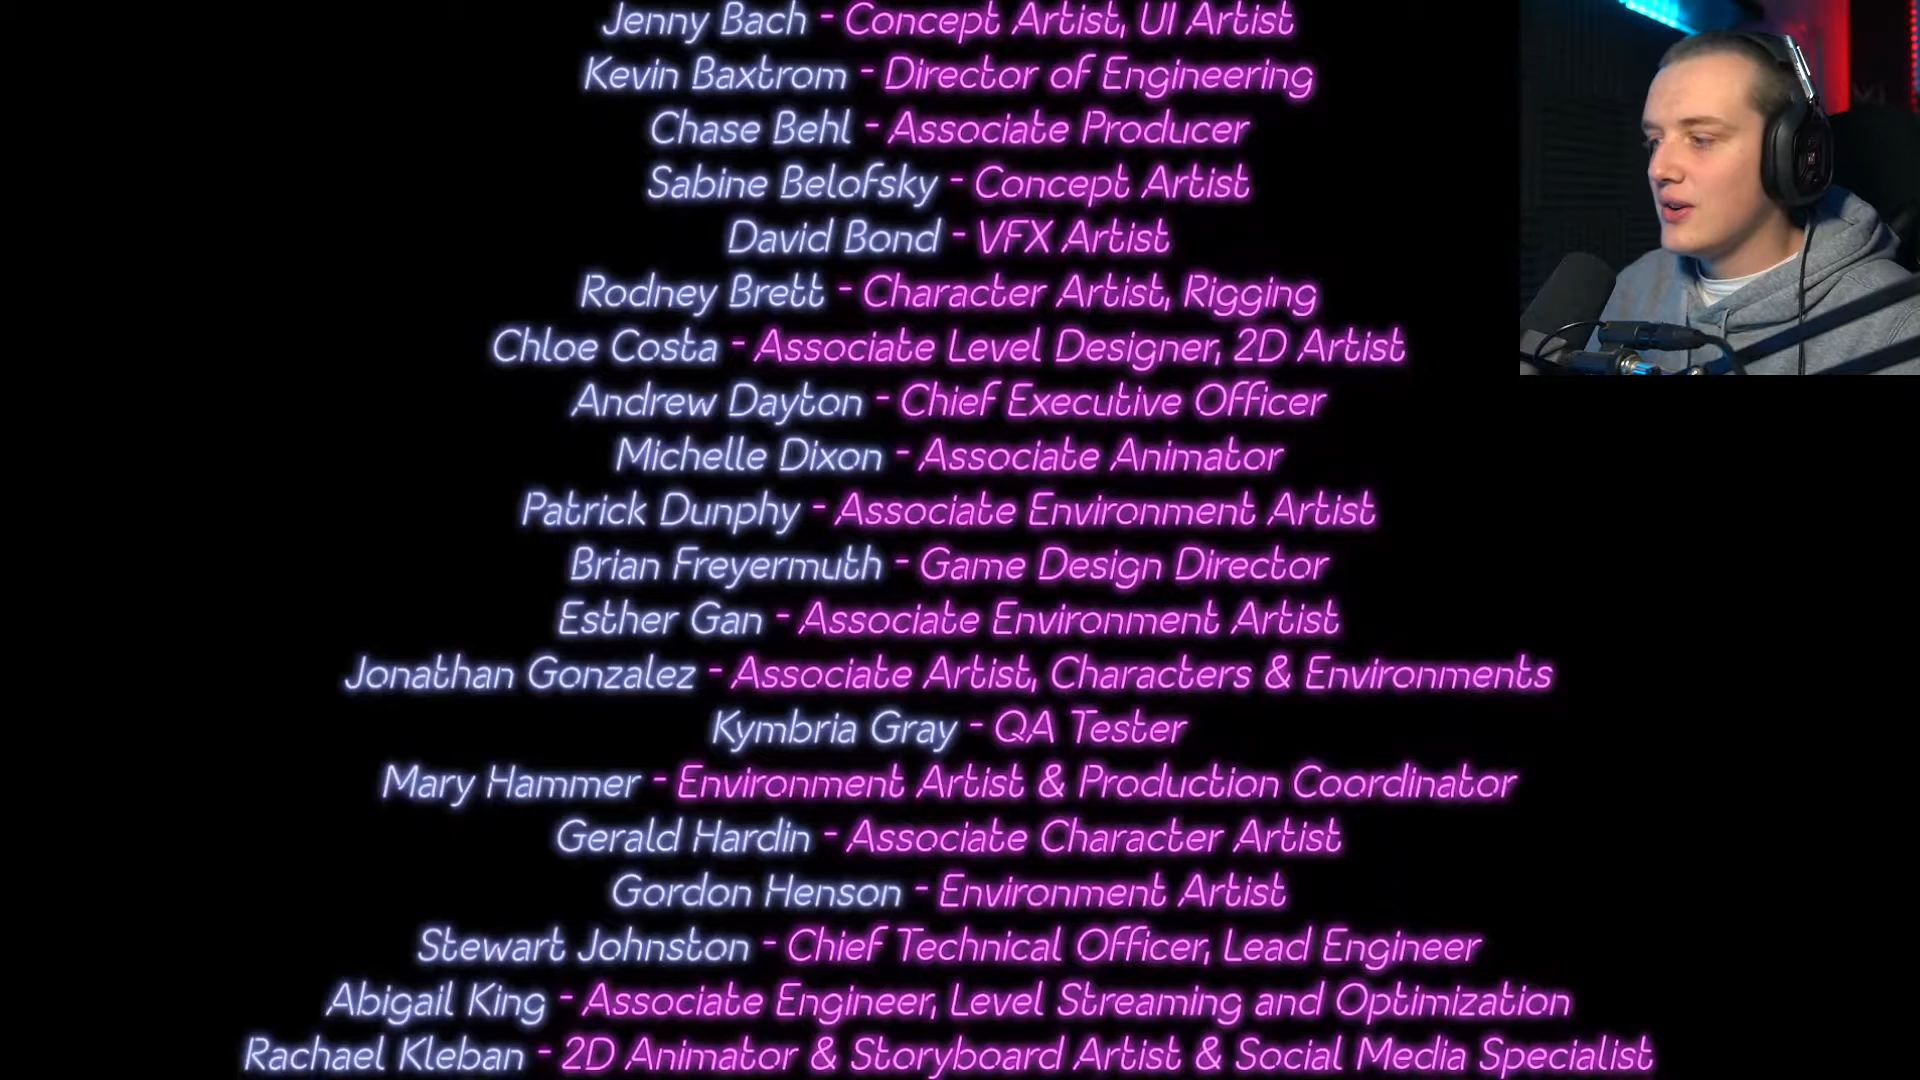 Jenny Bach - Concept Artist, UI Artist
Kevin Baxtrom - Director of Engineering
Chase Behl - Associate Producer
Sabine Belofsky - Concept Artist
David Bond - VFX Artist
Rodney Brett - Character Artist, Rigging
Chloe Costa - Associate Level Designer, 2D Artist
Andrew Dayton - Chief Executive Officer
Michelle Dixon - Associate Animator
Patrick Dunphy - Associate Environment Artist
Brian Freyermuth - Game Design Director
Esther Gan - Associate Environment Artist
Jonathan Gonzalez - Associate Artist, Characters & Environments
Kymbria Gray - QA Tester
Mary Hammer - Environment Artist & Production Coordinator
Gerald Hardin - Associate Character Artist
Gordon Henson - Environment Artist
Stewart Johnston - Chief Technical Officer, Lead Engineer
Abigail King - Associate Engineer, Level Streaming and Optimization
Rachael Kleban - 2D Animator & Storyboard Artist & Social Media Specialist